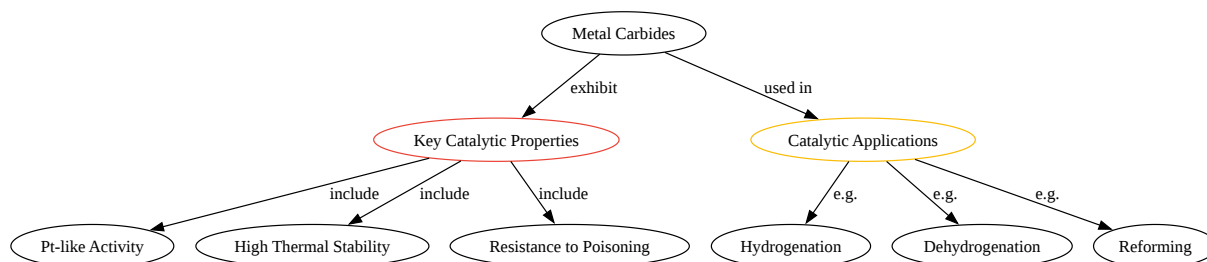 Metal Carbides
exhibit
used in
Key Catalytic Properties
Catalytic Applications
include
include
include
e.g.
e.g.
e.g.
Pt-like Activity
High Thermal Stability
Resistance to Poisoning
Hydrogenation
Dehydrogenation
Reforming